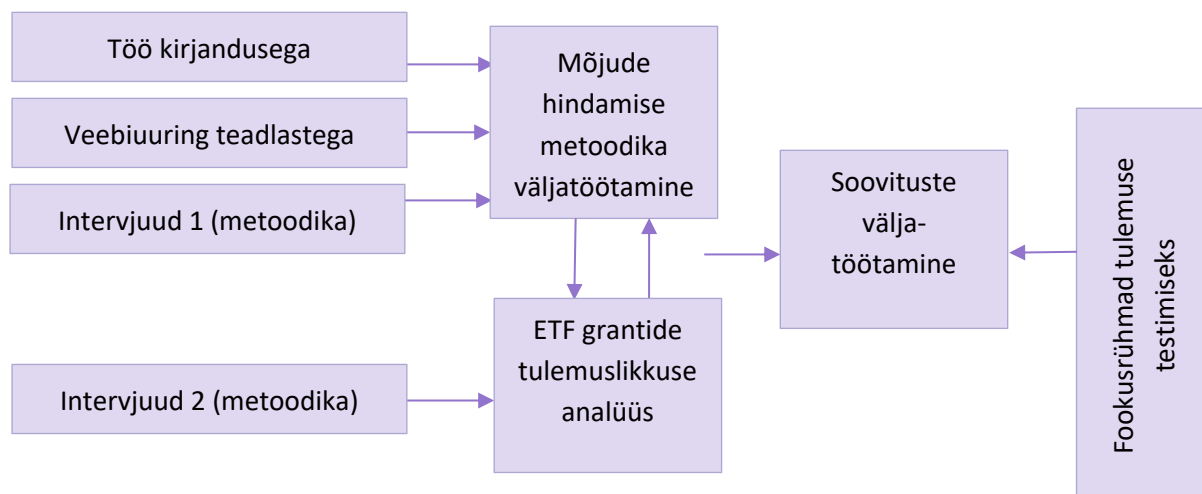 Töö kirjandusega
Veebiuuring teadlastega
Intervjuud 1 (metoodika)
Intervjuud 2 (metoodika)
Mõjude
hindamise
metoodika
väljatöötamine
ETF grantide
tulemuslikkuse
analüüs
Soovituste
välja-
töötamine
Fookusrühmad tulemuse
testimiseks